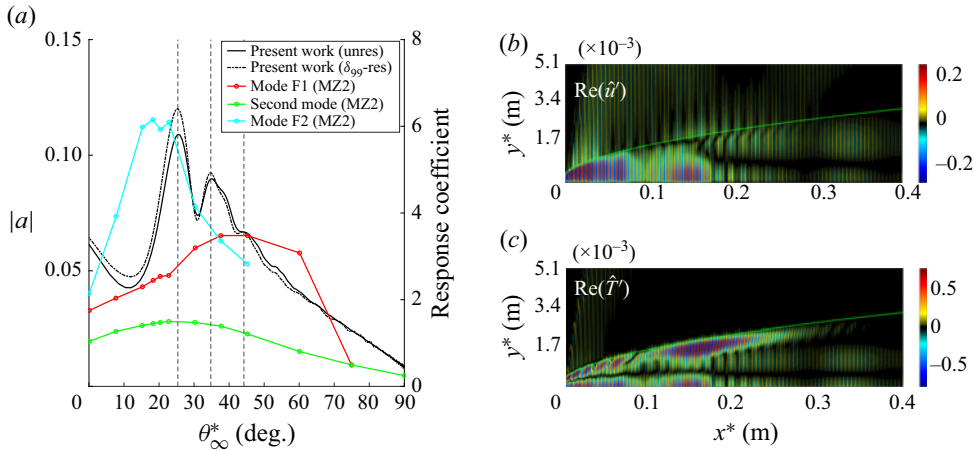 (a)
0.15
0.10
|a|
0.05
0
10
20
30
40
50
60
70
80
90
θ*∞ (deg.)
8
6
4
2
0
Response coefficient
Present work (unres)
Present work (δ99-res)
Mode F1 (MZ2)
Second mode (MZ2)
Mode F2 (MZ2)
(b)
(×10−3)
5.1
3.4
1.7
y* (m)
Re(û′)
0
0.1
0.2
0.3
0.4
0.2
0
−0.3
(c)
(×10−3)
5.1
3.4
1.7
y* (m)
Re(T̂′)
0
0.1
0.2
0.3
0.4
x* (m)
0.5
0
−0.5